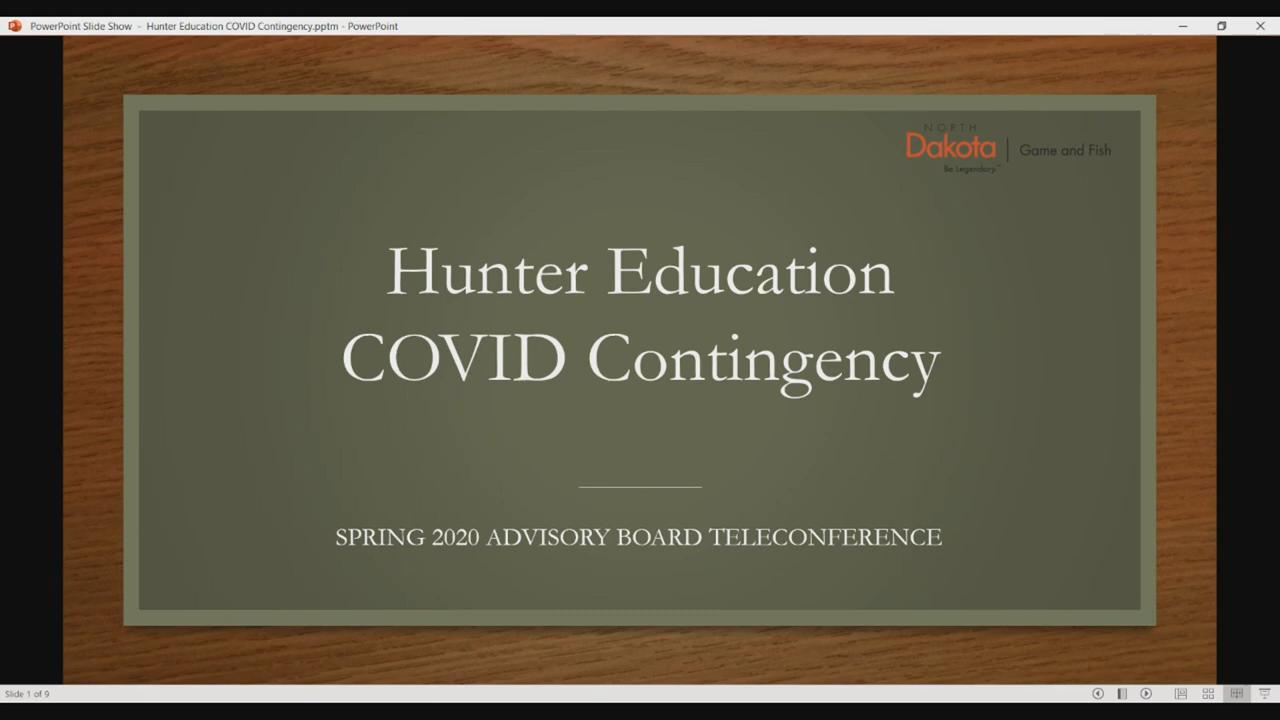 PowerPoint Slide Show - Hunter Education COVID Contingency.pptm - PowerPoint
NORTH
Dakota
Be Legendary.™
Game and Fish
Hunter Education
COVID Contingency
SPRING 2020 ADVISORY BOARD TELECONFERENCE
Slide 1 of 9